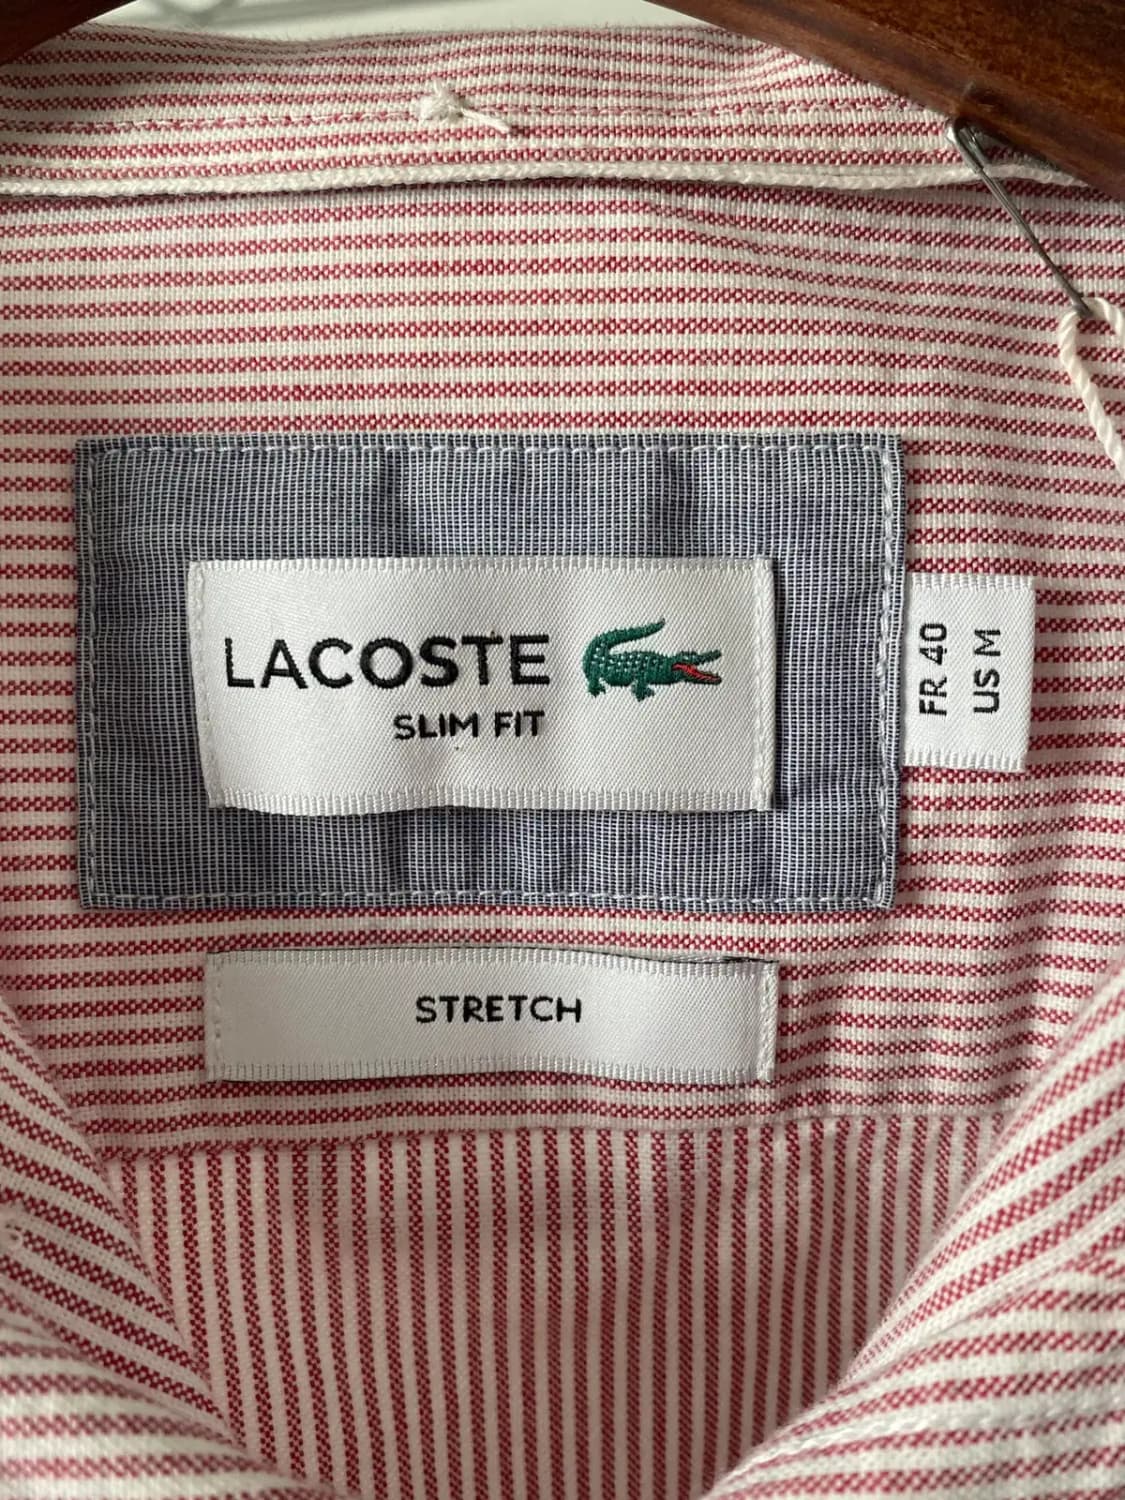 LACOSTE
SLIM FIT
FR 40
US M
STRETCH